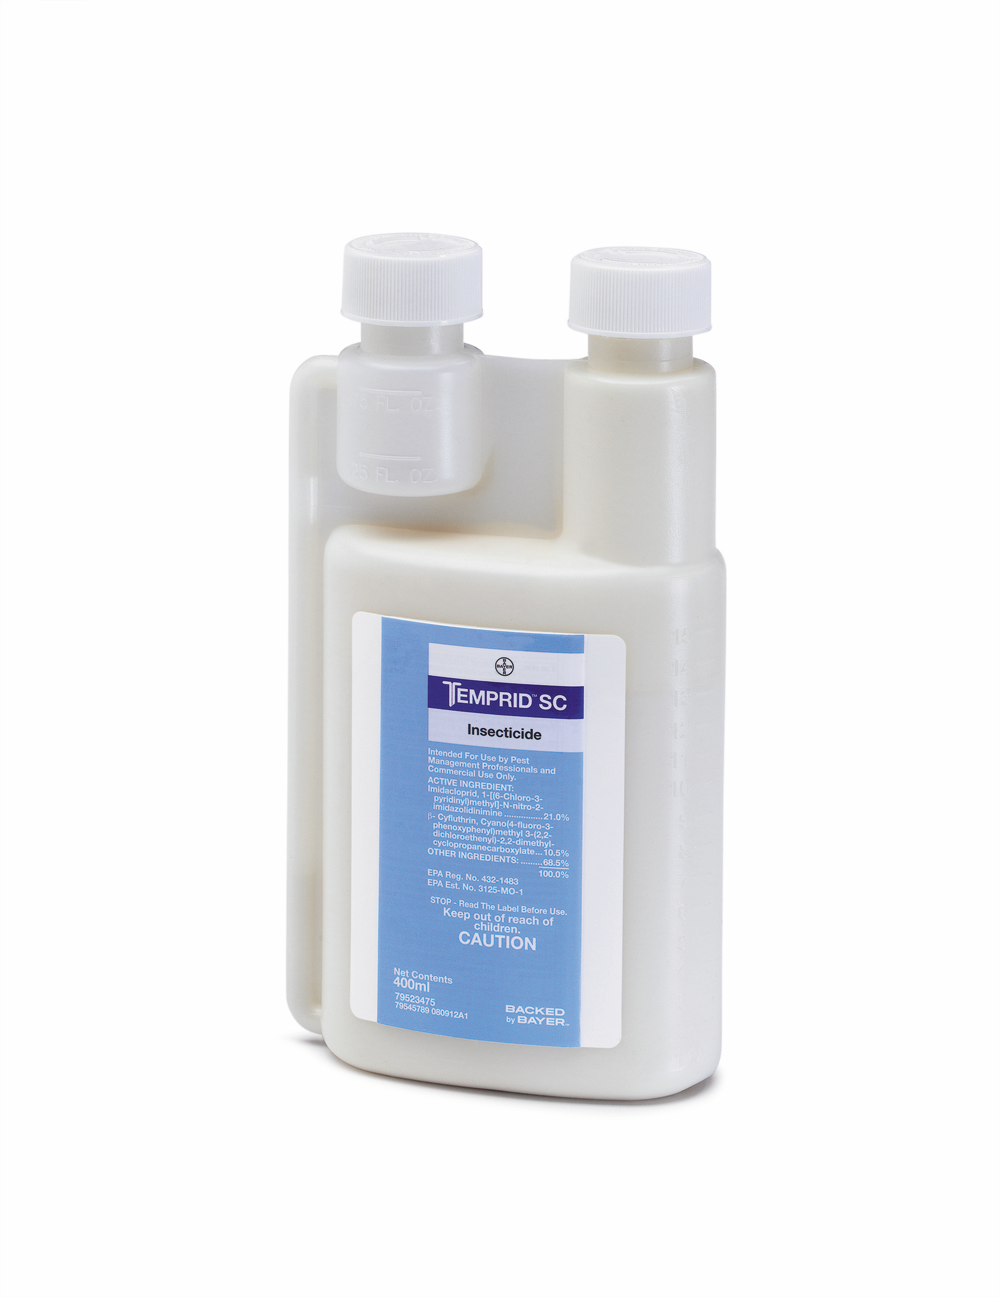 5 FL. OZ.
25 FL. OZ.
BAYER
TEMPRID™ SC
Insecticide
Intended For Use by Pest
Management Professionals and
Commercial Use Only.
ACTIVE INGREDIENT:
Imidacloprid, 1-[(6-Chloro-3-
pyridinyl)methyl]-N-nitro-2-
imidazolidinimine ................21.0%
β- Cyfluthrin, Cyano(4-fluoro-3-
phenoxyphenyl)methyl 3-(2,2-
dichloroethenyl)-2,2-dimethyl-
cyclopropanecarboxylate...10.5%
OTHER INGREDIENTS: .........68.5%
100.0%
EPA Reg. No. 432-1483
EPA Est. No. 3125-MO-1
STOP - Read The Label Before Use.
Keep out of reach of
children.
CAUTION
Net Contents
400ml
79523475
79545789 080912A1
BACKED
by BAYER™